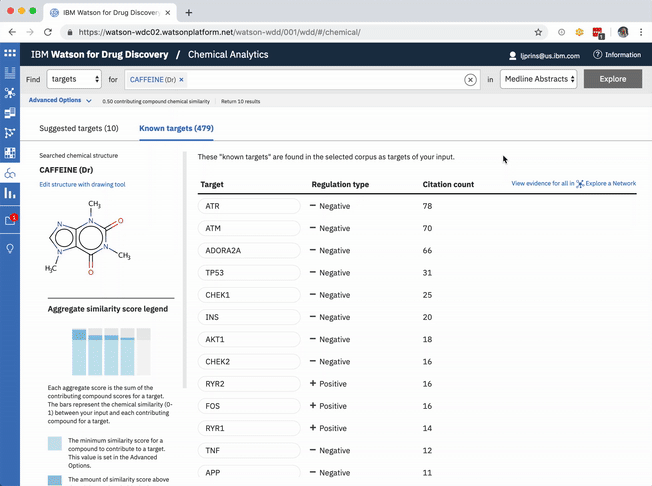 IBM Watson for Drug Discovery
https://watson-wdc02.watsonplatform.net/watson-wdd/001/wdd/#/chemical/
IBM Watson for Drug Discovery / Chemical Analytics
ljprins@us.ibm.com
Information
Find targets for CAFFEINE (Dr) × in Medline Abstracts Explore
Advanced Options 0.50 contributing compound chemical similarity Return 10 results
Suggested targets (10) Known targets (479)
Searched chemical structure
CAFFEINE (Dr)
Edit structure with drawing tool
CH₃
N
N
O
N
N
CH₃
H₃C
O
Aggregate similarity score legend
Each aggregate score is the sum of the
contributing compound scores for a target.
The bars represent the chemical similarity (0-
1) between your input and each contributing
compound for a target.
The minimum similarity score for a
compound to contribute to a target.
This value is set in the Advanced
Options.
The amount of similarity score above
These "known targets" are found in the selected corpus as targets of your input.
Target Regulation type Citation count View evidence for all in Explore a Network
ATR − Negative 78
ATM − Negative 70
ADORA2A − Negative 66
TP53 − Negative 31
CHEK1 − Negative 25
INS − Negative 20
AKT1 − Negative 18
CHEK2 − Negative 16
RYR2 + Positive 16
FOS + Positive 16
RYR1 + Positive 14
TNF − Negative 12
APP − Negative 11